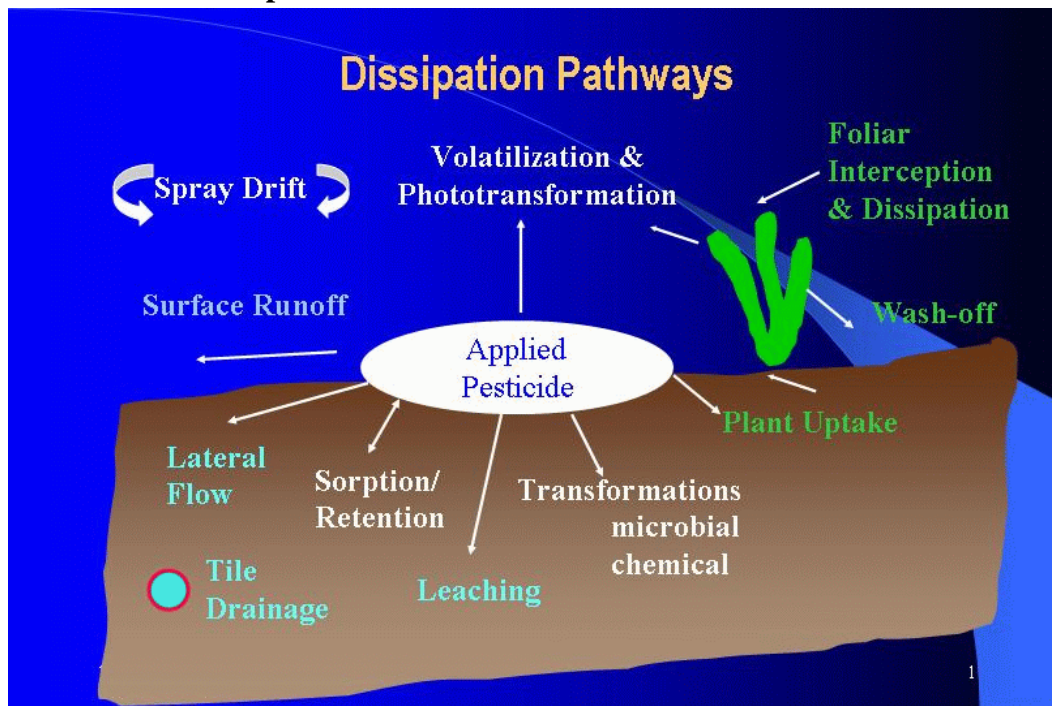 Dissipation Pathways
Foliar
Interception
& Dissipation
Volatilization &
Phototransformation
Spray Drift
Surface Runoff
Wash-off
Applied
Pesticide
Plant Uptake
Lateral
Flow
Sorption/
Retention
Transformations
microbial
chemical
Tile
Drainage
Leaching
1